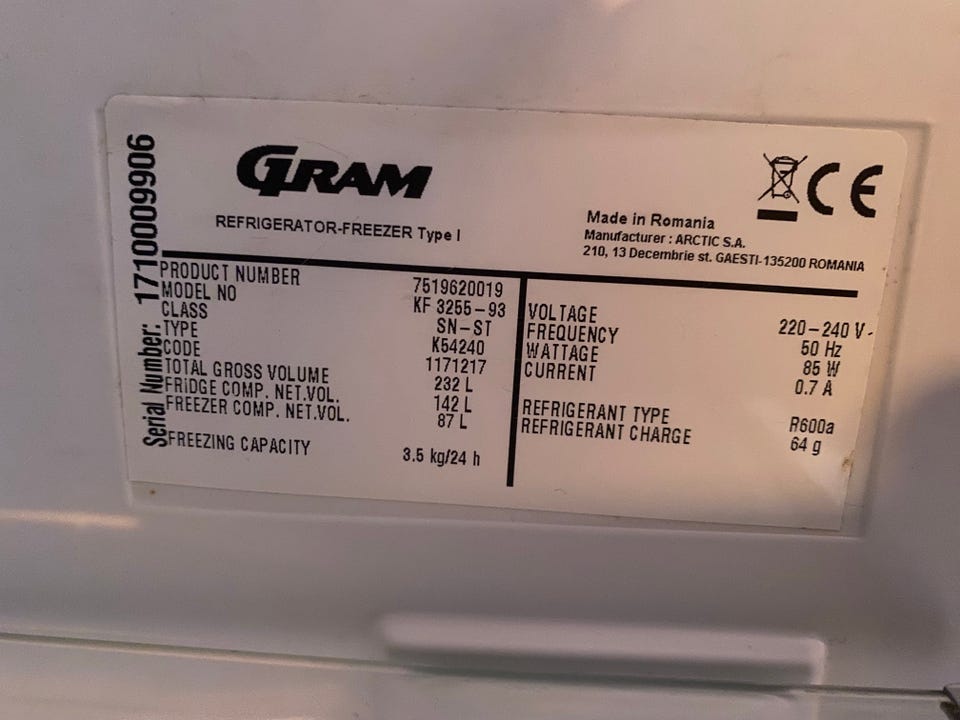 GRAM
REFRIGERATOR-FREEZER Type I
Made in Romania
Manufacturer : ARCTIC S.A.
210, 13 Decembrie st. GAESTI-135200 ROMANIA
CE
Serial Number: 1710009906
PRODUCT NUMBER 7519620019
MODEL NO KF 3255-93
CLASS SN-ST
TYPE K54240
CODE 1171217
TOTAL GROSS VOLUME 232 L
FRIDGE COMP. NET.VOL. 142 L
FREEZER COMP. NET.VOL. 87 L
FREEZING CAPACITY 3.5 kg/24 h
VOLTAGE 220-240 V-
FREQUENCY 50 Hz
WATTAGE 85 W
CURRENT 0.7 A
REFRIGERANT TYPE R600a
REFRIGERANT CHARGE 64 g